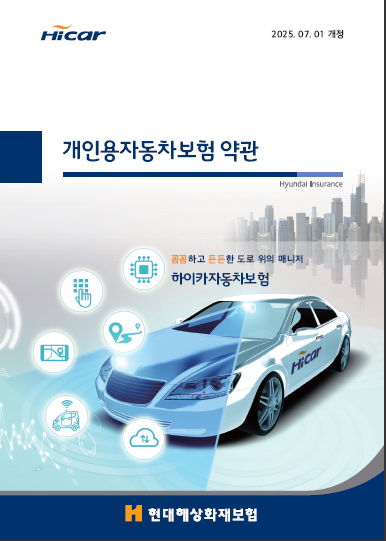 Hicar
2025. 07. 01 개정
개인용자동차보험 약관
Hyundai Insurance
꼼꼼하고 든든한 도로 위의 매니저
하이카자동차보험
Hicar
현대해상화재보험